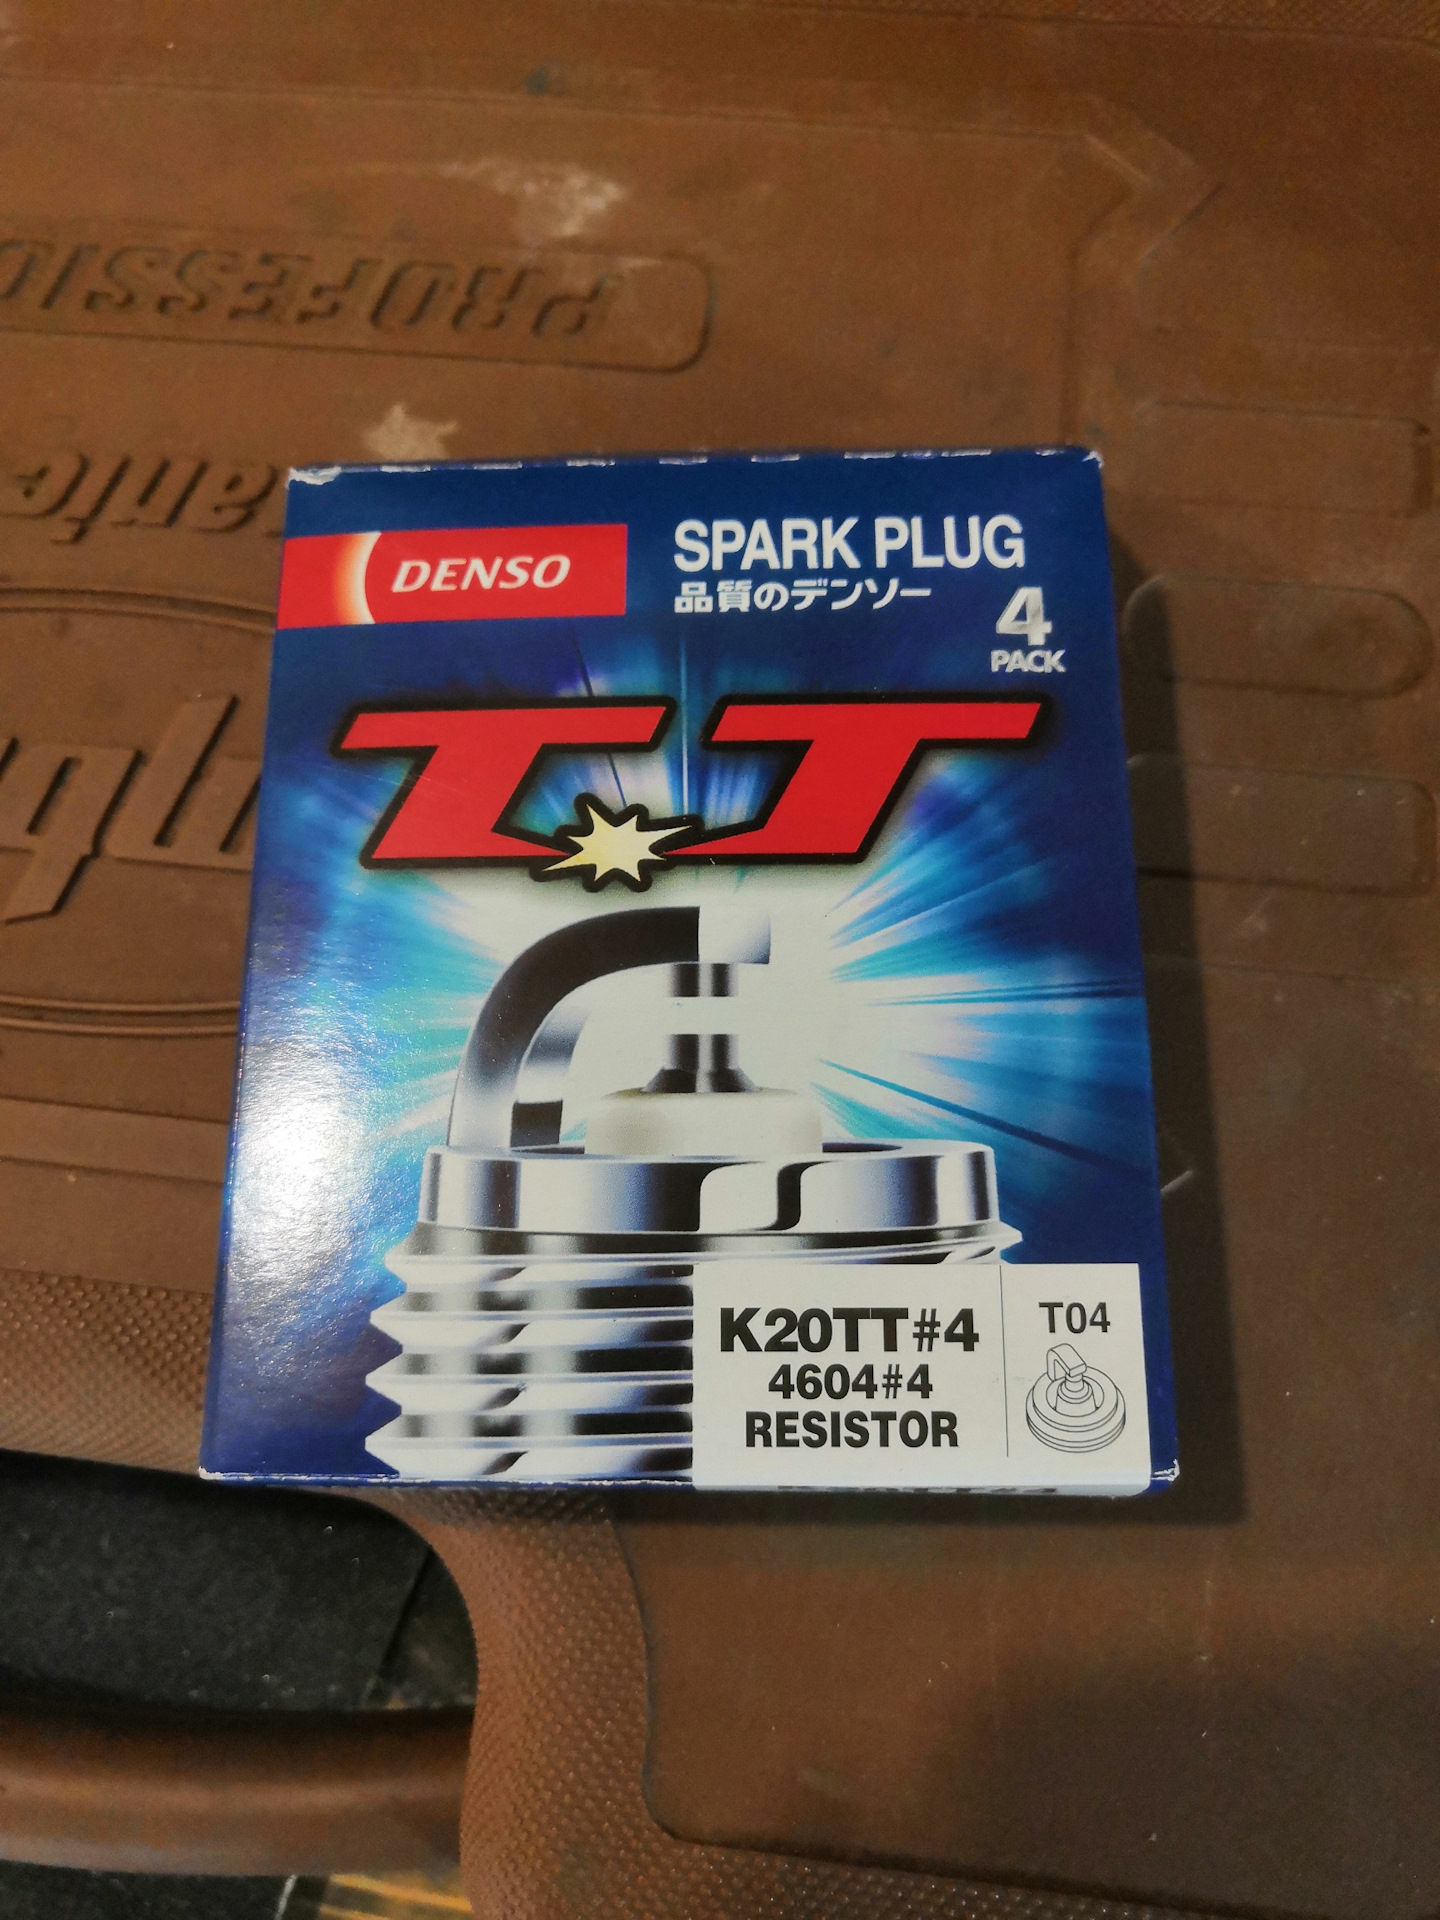 PROFESSIO
DENSO
SPARK PLUG
品質のデンソー
4
PACK
TT
K20TT#4
4604#4
RESISTOR
T04